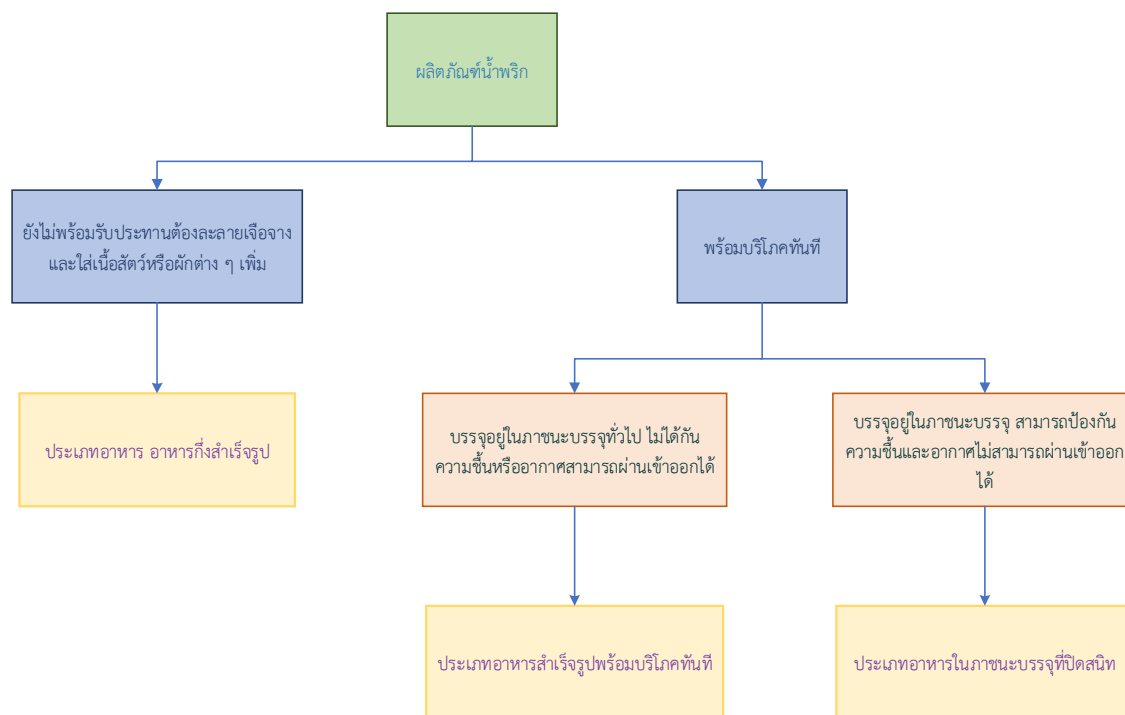 ผลิตภัณฑ์น้ำพริก
ยังไม่พร้อมรับประทานต้องละลายเจือจาง
และใส่เนื้อสัตว์หรือผักต่าง ๆ เพิ่ม
พร้อมบริโภคทันที
ประเภทอาหาร อาหารกึ่งสำเร็จรูป
บรรจุอยู่ในภาชนะบรรจุทั่วไป ไม่ได้กัน
ความชื้นหรืออากาศสามารถผ่านเข้าออกได้
บรรจุอยู่ในภาชนะบรรจุ สามารถป้องกัน
ความชื้นและอากาศไม่สามารถผ่านเข้าออก
ได้
ประเภทอาหารสำเร็จรูปพร้อมบริโภคทันที
ประเภทอาหารในภาชนะบรรจุที่ปิดสนิท